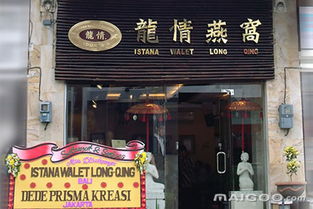 龍情
龍情燕窩
ISTANA WALET LONG QING
ISTANA WALET LONG QING
BALI
DEDE PRISMA KREASI
JAKARTA
MAIGOO.COM